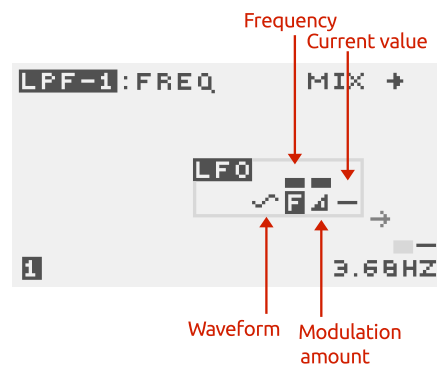 Frequency
Current value
LPF-1:FREQ MIX →
LFO
F
→
1 3.68HZ
Waveform
Modulation
amount